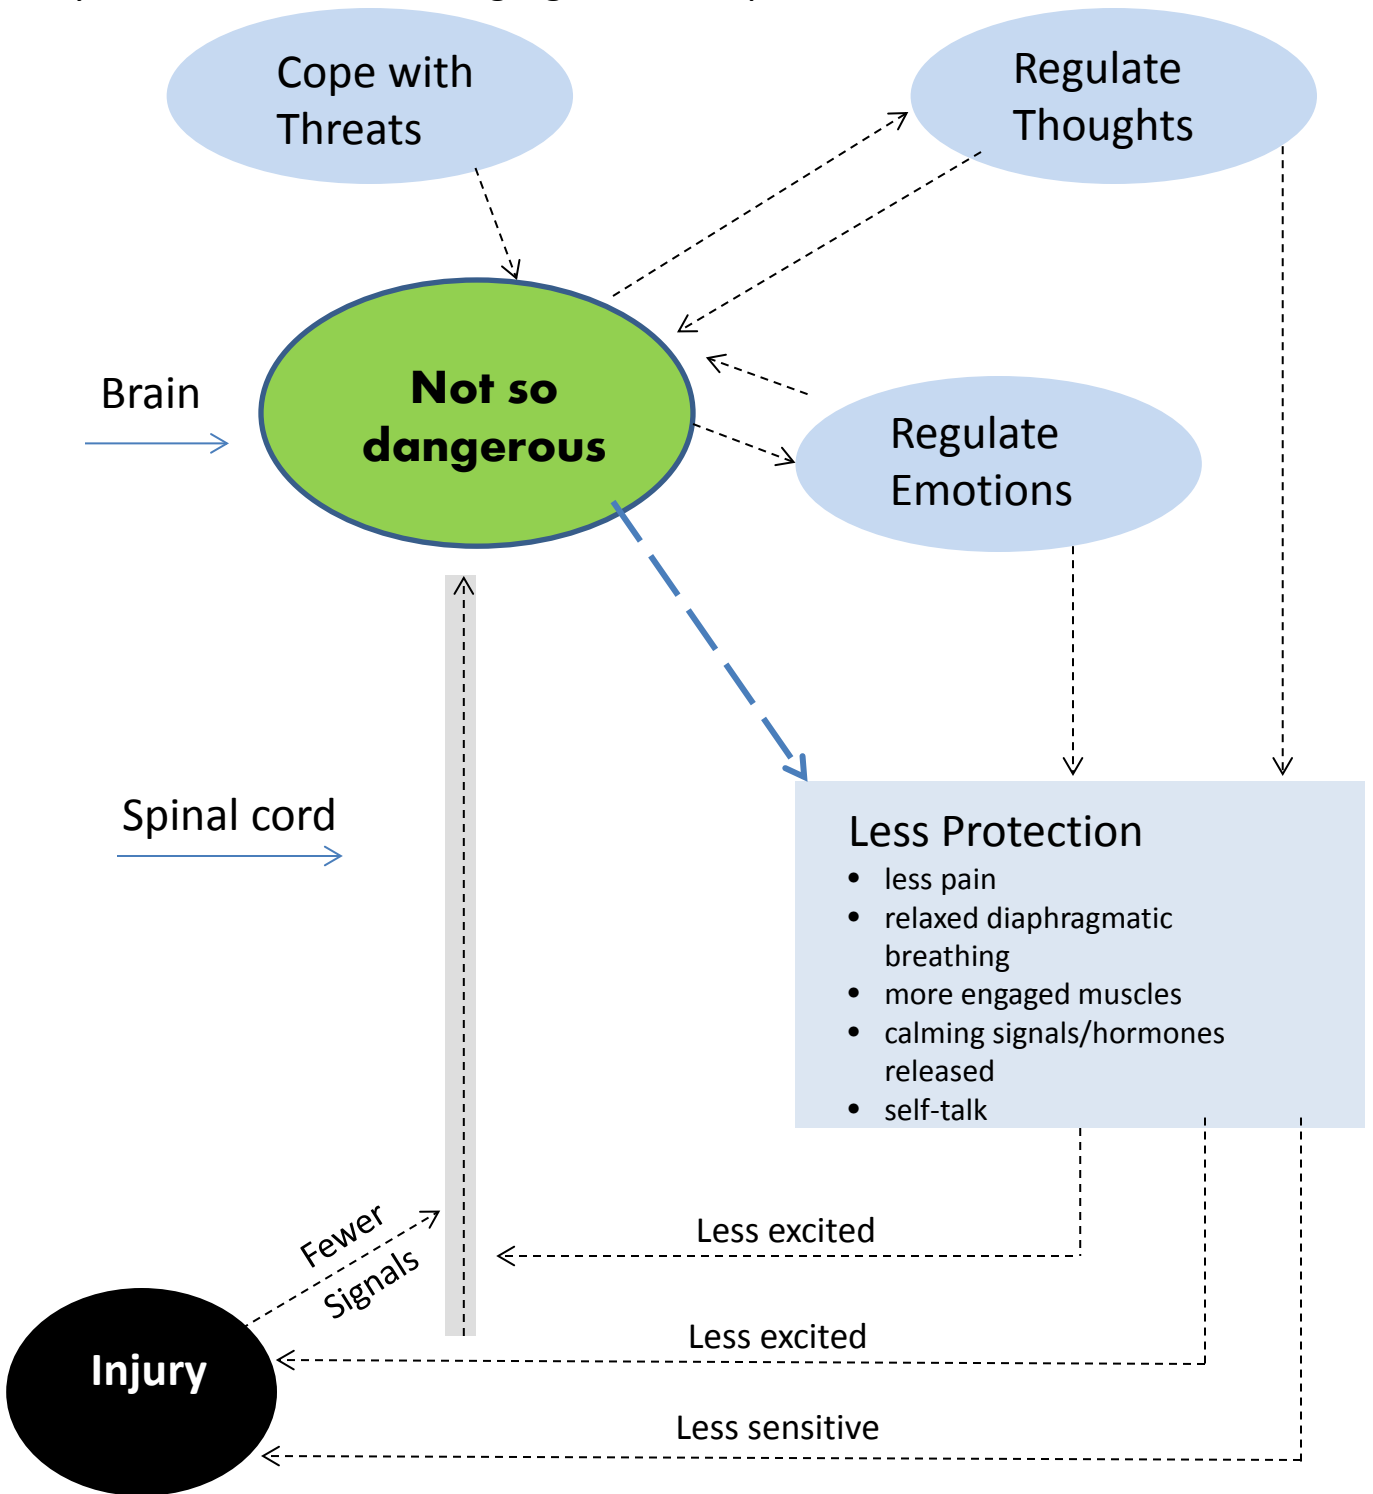 Cope with
Threats
Regulate
Thoughts
Brain
Not so
dangerous
Regulate
Emotions
Spinal cord
Less Protection
• less pain
• relaxed diaphragmatic
breathing
• more engaged muscles
• calming signals/hormones
released
• self-talk
Fewer
Signals
Less excited
Less excited
Injury
Less sensitive